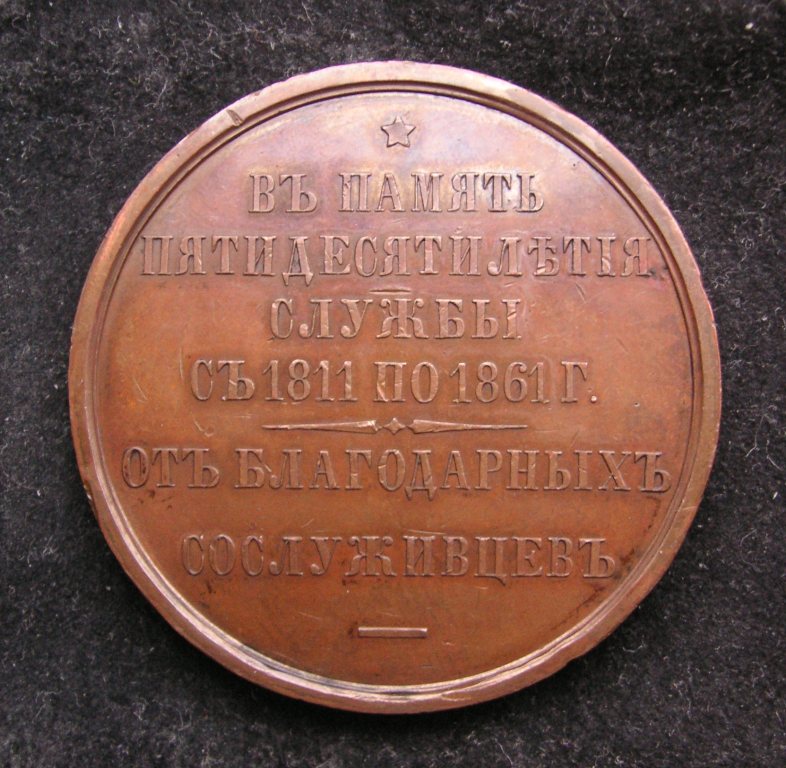 ВЪ ПАМЯТЬ
ПЯТИДЕСЯТИЛѢТІЯ
СЛУЖБЫ
СЪ 1811 ПО 1861 Г.
ОТЪ БЛАГОДАРНЫХЪ
СОСЛУЖИВЦЕВЪ